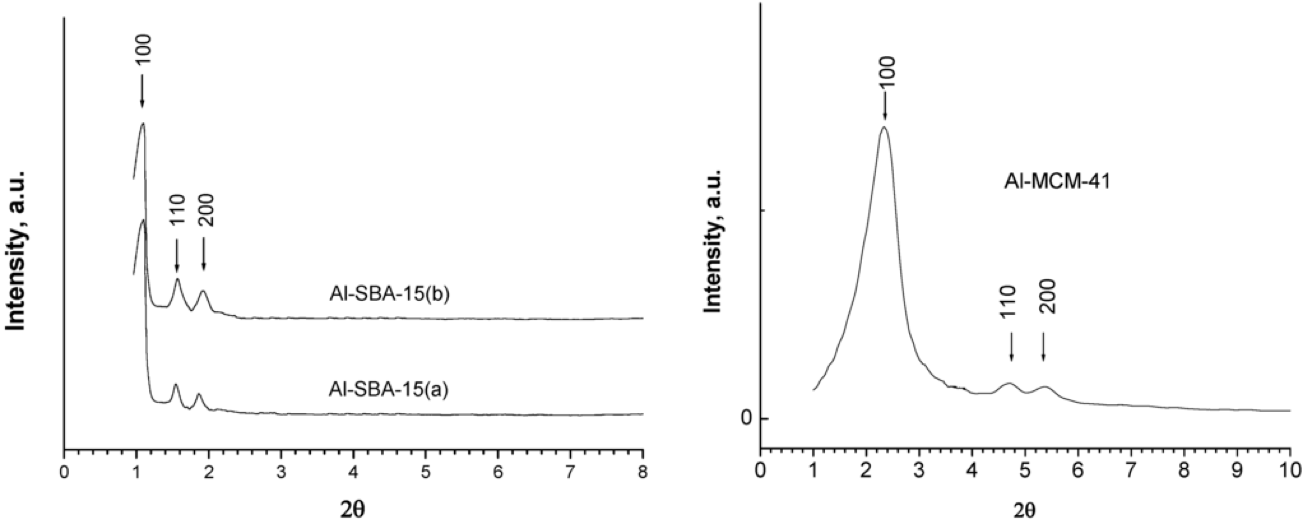 Intensity, a.u.
100
110
200
Al-SBA-15(b)
Al-SBA-15(a)
0 1 2 3 4 5 6 7 8
2θ
Intensity, a.u.
100
Al-MCM-41
110
200
0
0 1 2 3 4 5 6 7 8 9 10
2θ